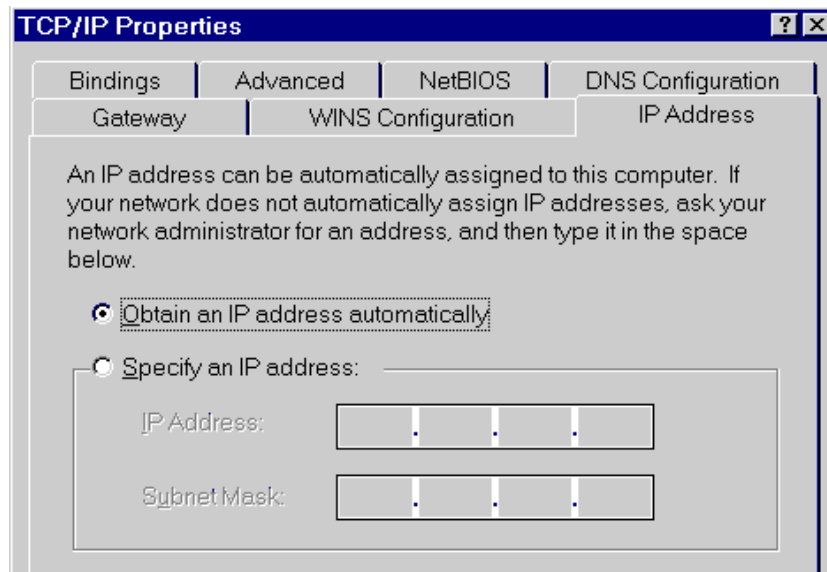 TCP/IP Properties
? ×
Bindings Advanced NetBIOS DNS Configuration
Gateway WINS Configuration IP Address
An IP address can be automatically assigned to this computer. If
your network does not automatically assign IP addresses, ask your
network administrator for an address, and then type it in the space
below.
Obtain an IP address automatically
Specify an IP address:
IP Address:
. . .
Subnet Mask:
. . .